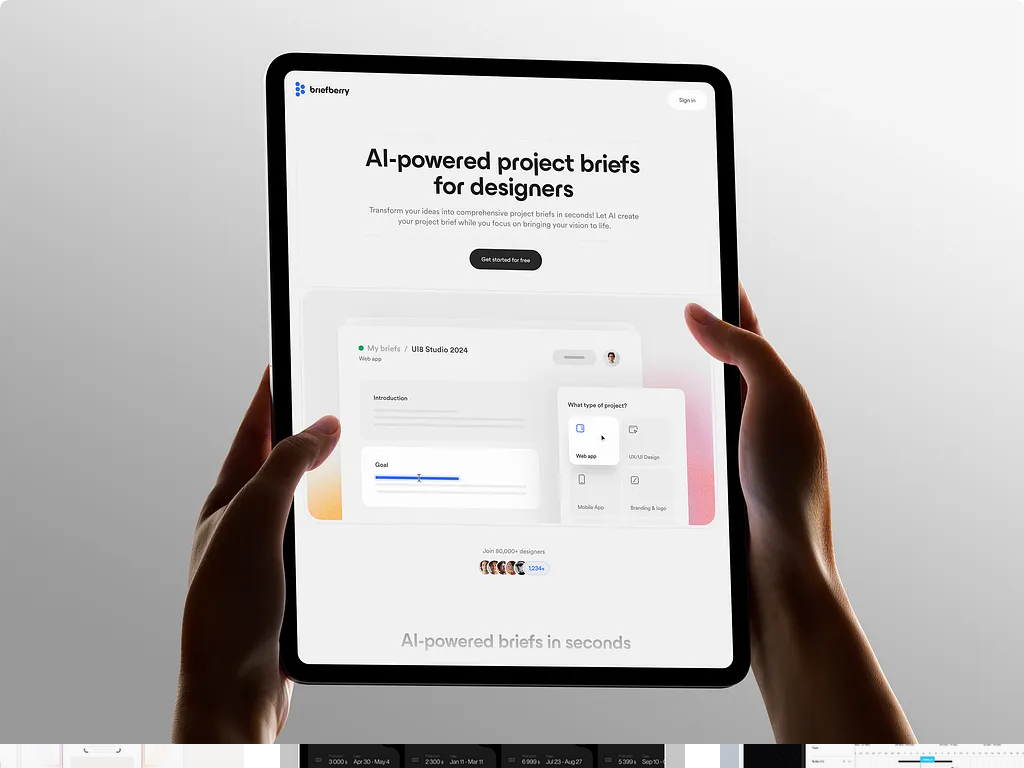 briefberry
Sign in
AI-powered project briefs
for designers
Transform your ideas into comprehensive project briefs in seconds! Let AI create
your project brief while you focus on bringing your vision to life.
Get started for free
My briefs / UI8 Studio 2024
Web app
Introduction
Goal
What type of project?
Web app
UX/UI Design
Mobile App
Branding & logo
Join 80,000+ designers
1,234+
AI-powered briefs in seconds
3 000 $ Apr 30 - May 4
2 300 $ Jan 11 - Mar 11
6 999 $ Jul 23 - Aug 27
5 399 $ Sep 10 -